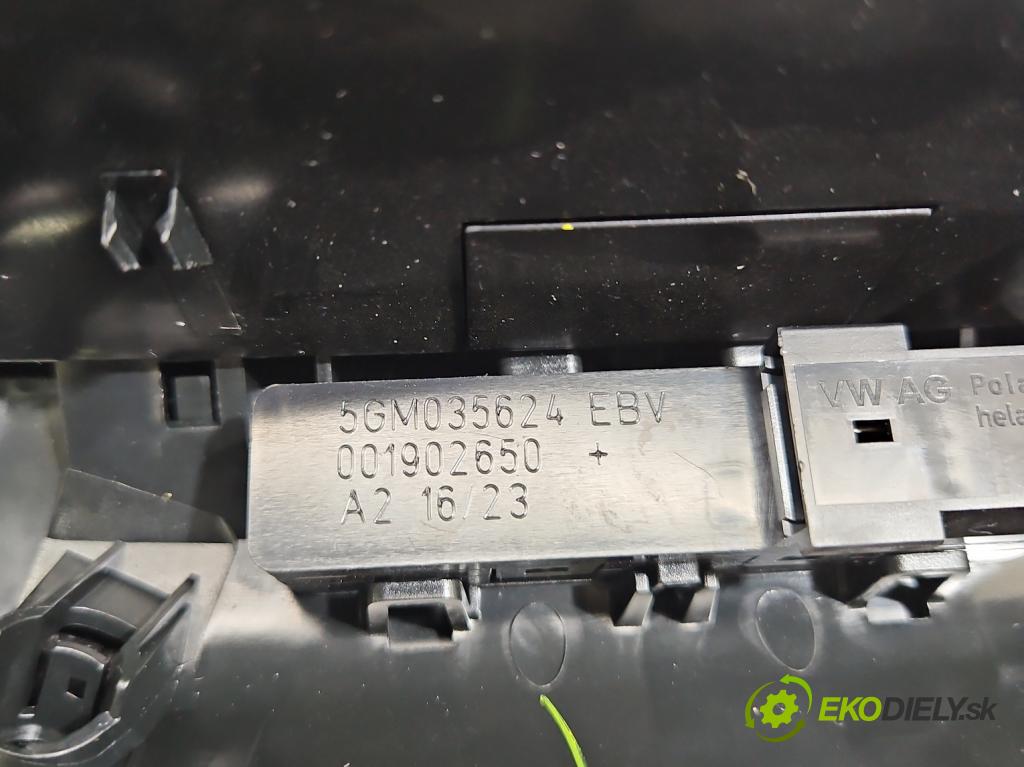 5GM035624 EBV
001902650 +
A2 16/23
VW AG
Pola
hela
EKODIELY.sk